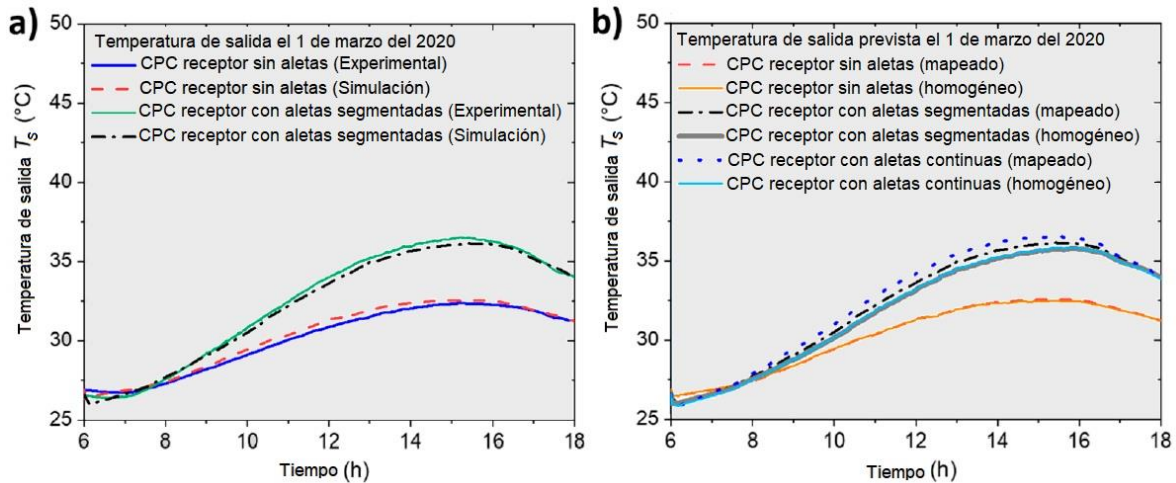 a)
Temperatura de salida el 1 de marzo del 2020
CPC receptor sin aletas (Experimental)
CPC receptor sin aletas (Simulación)
CPC receptor con aletas segmentadas (Experimental)
CPC receptor con aletas segmentadas (Simulación)
Temperatura de salida Ts (°C)
50
45
40
35
30
25
6 8 10 12 14 16 18
Tiempo (h)
b)
Temperatura de salida prevista el 1 de marzo del 2020
CPC receptor sin aletas (mapeado)
CPC receptor sin aletas (homogéneo)
CPC receptor con aletas segmentadas (mapeado)
CPC receptor con aletas segmentadas (homogéneo)
CPC receptor con aletas continuas (mapeado)
CPC receptor con aletas continuas (homogéneo)
Temperatura de salida Ts (°C)
50
45
40
35
30
25
6 8 10 12 14 16 18
Tiempo (h)